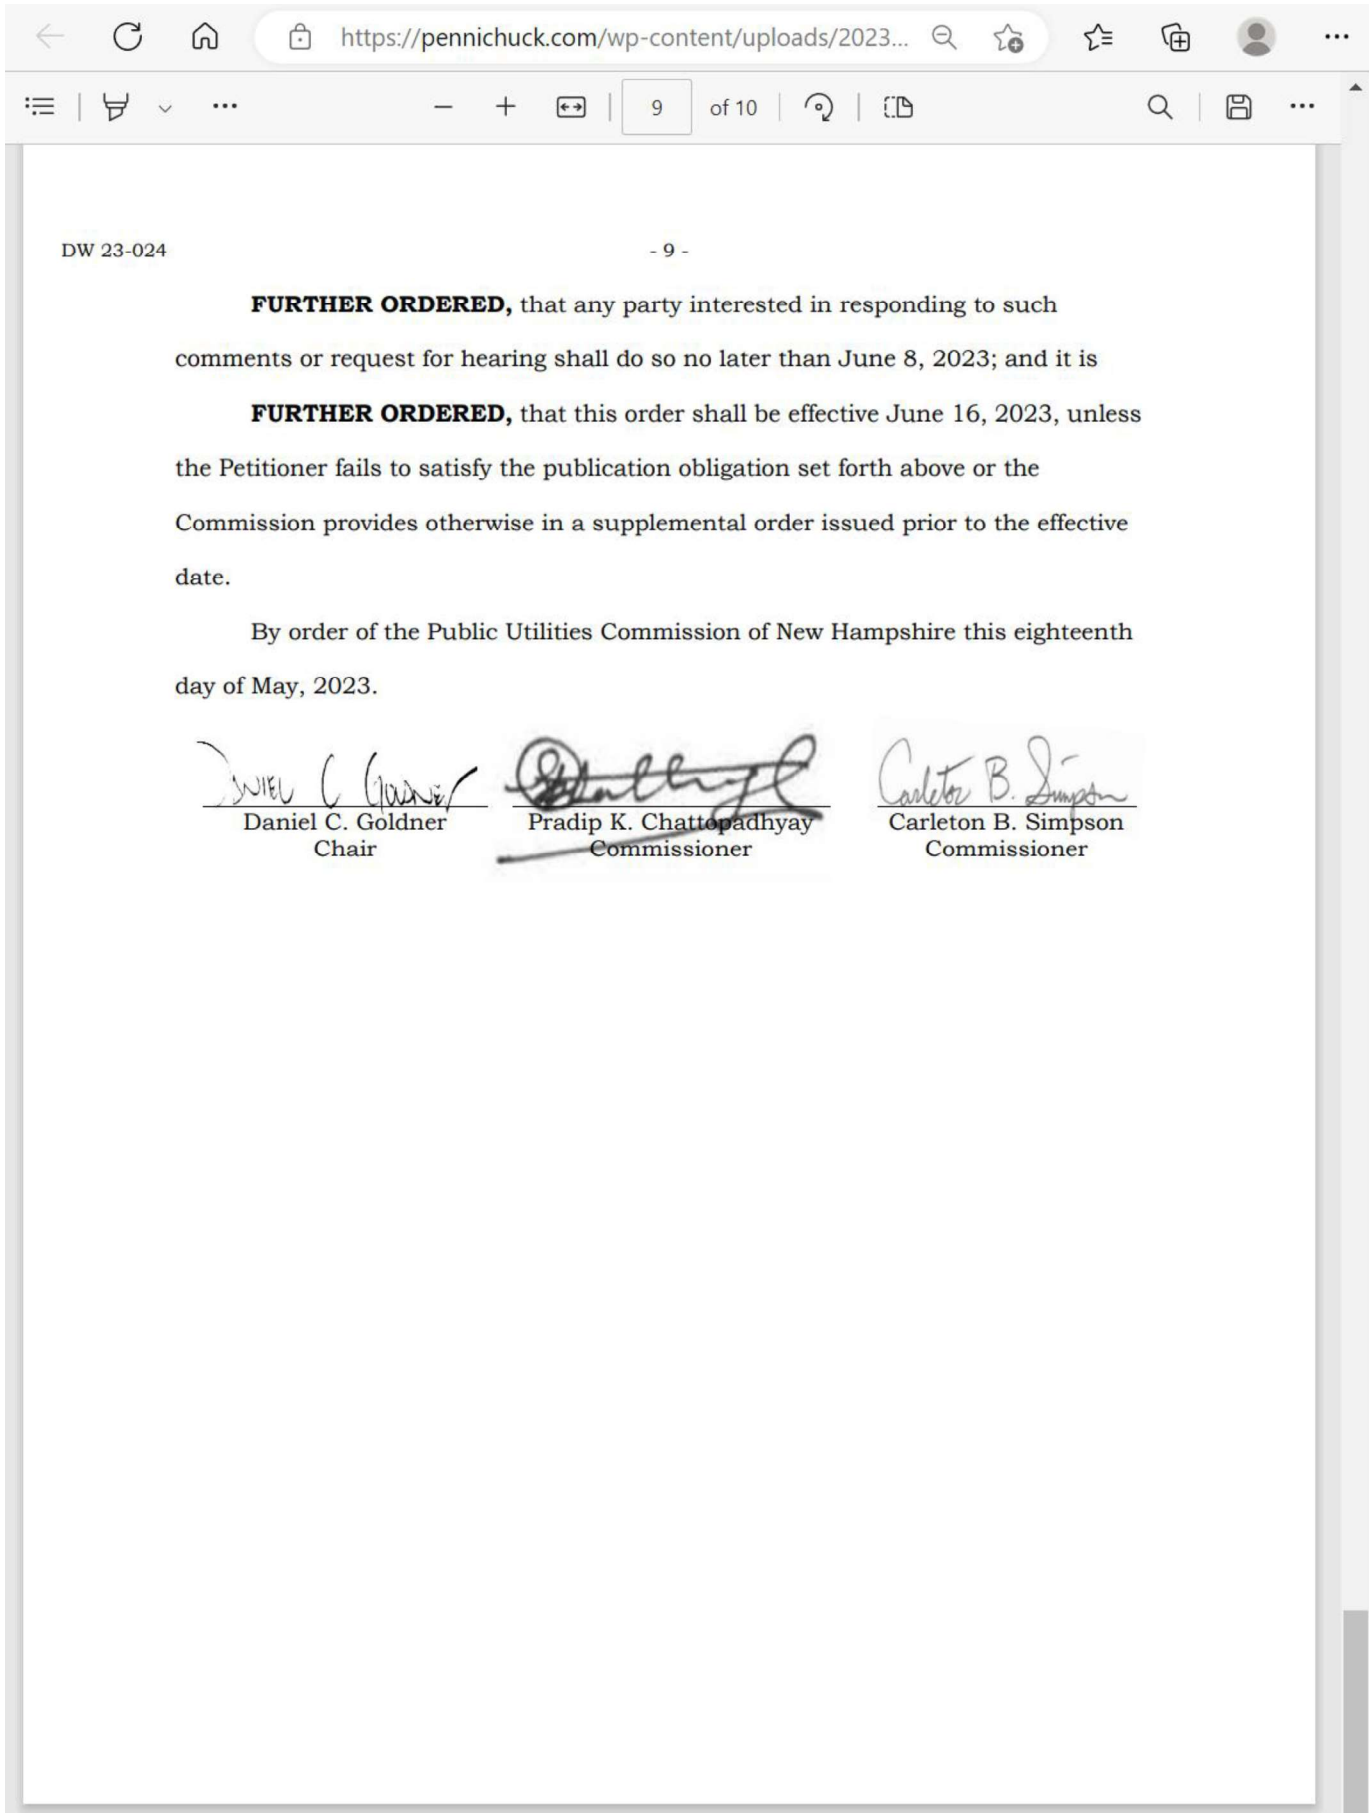 https://pennichuck.com/wp-content/uploads/2023...
9 of 10
DW 23-024 - 9 -
FURTHER ORDERED, that any party interested in responding to such
comments or request for hearing shall do so no later than June 8, 2023; and it is
FURTHER ORDERED, that this order shall be effective June 16, 2023, unless
the Petitioner fails to satisfy the publication obligation set forth above or the
Commission provides otherwise in a supplemental order issued prior to the effective
date.
By order of the Public Utilities Commission of New Hampshire this eighteenth
day of May, 2023.
Carleton B. Simpson
Daniel C. Goldner Pradip K. Chattopadhyay Carleton B. Simpson
Chair Commissioner Commissioner